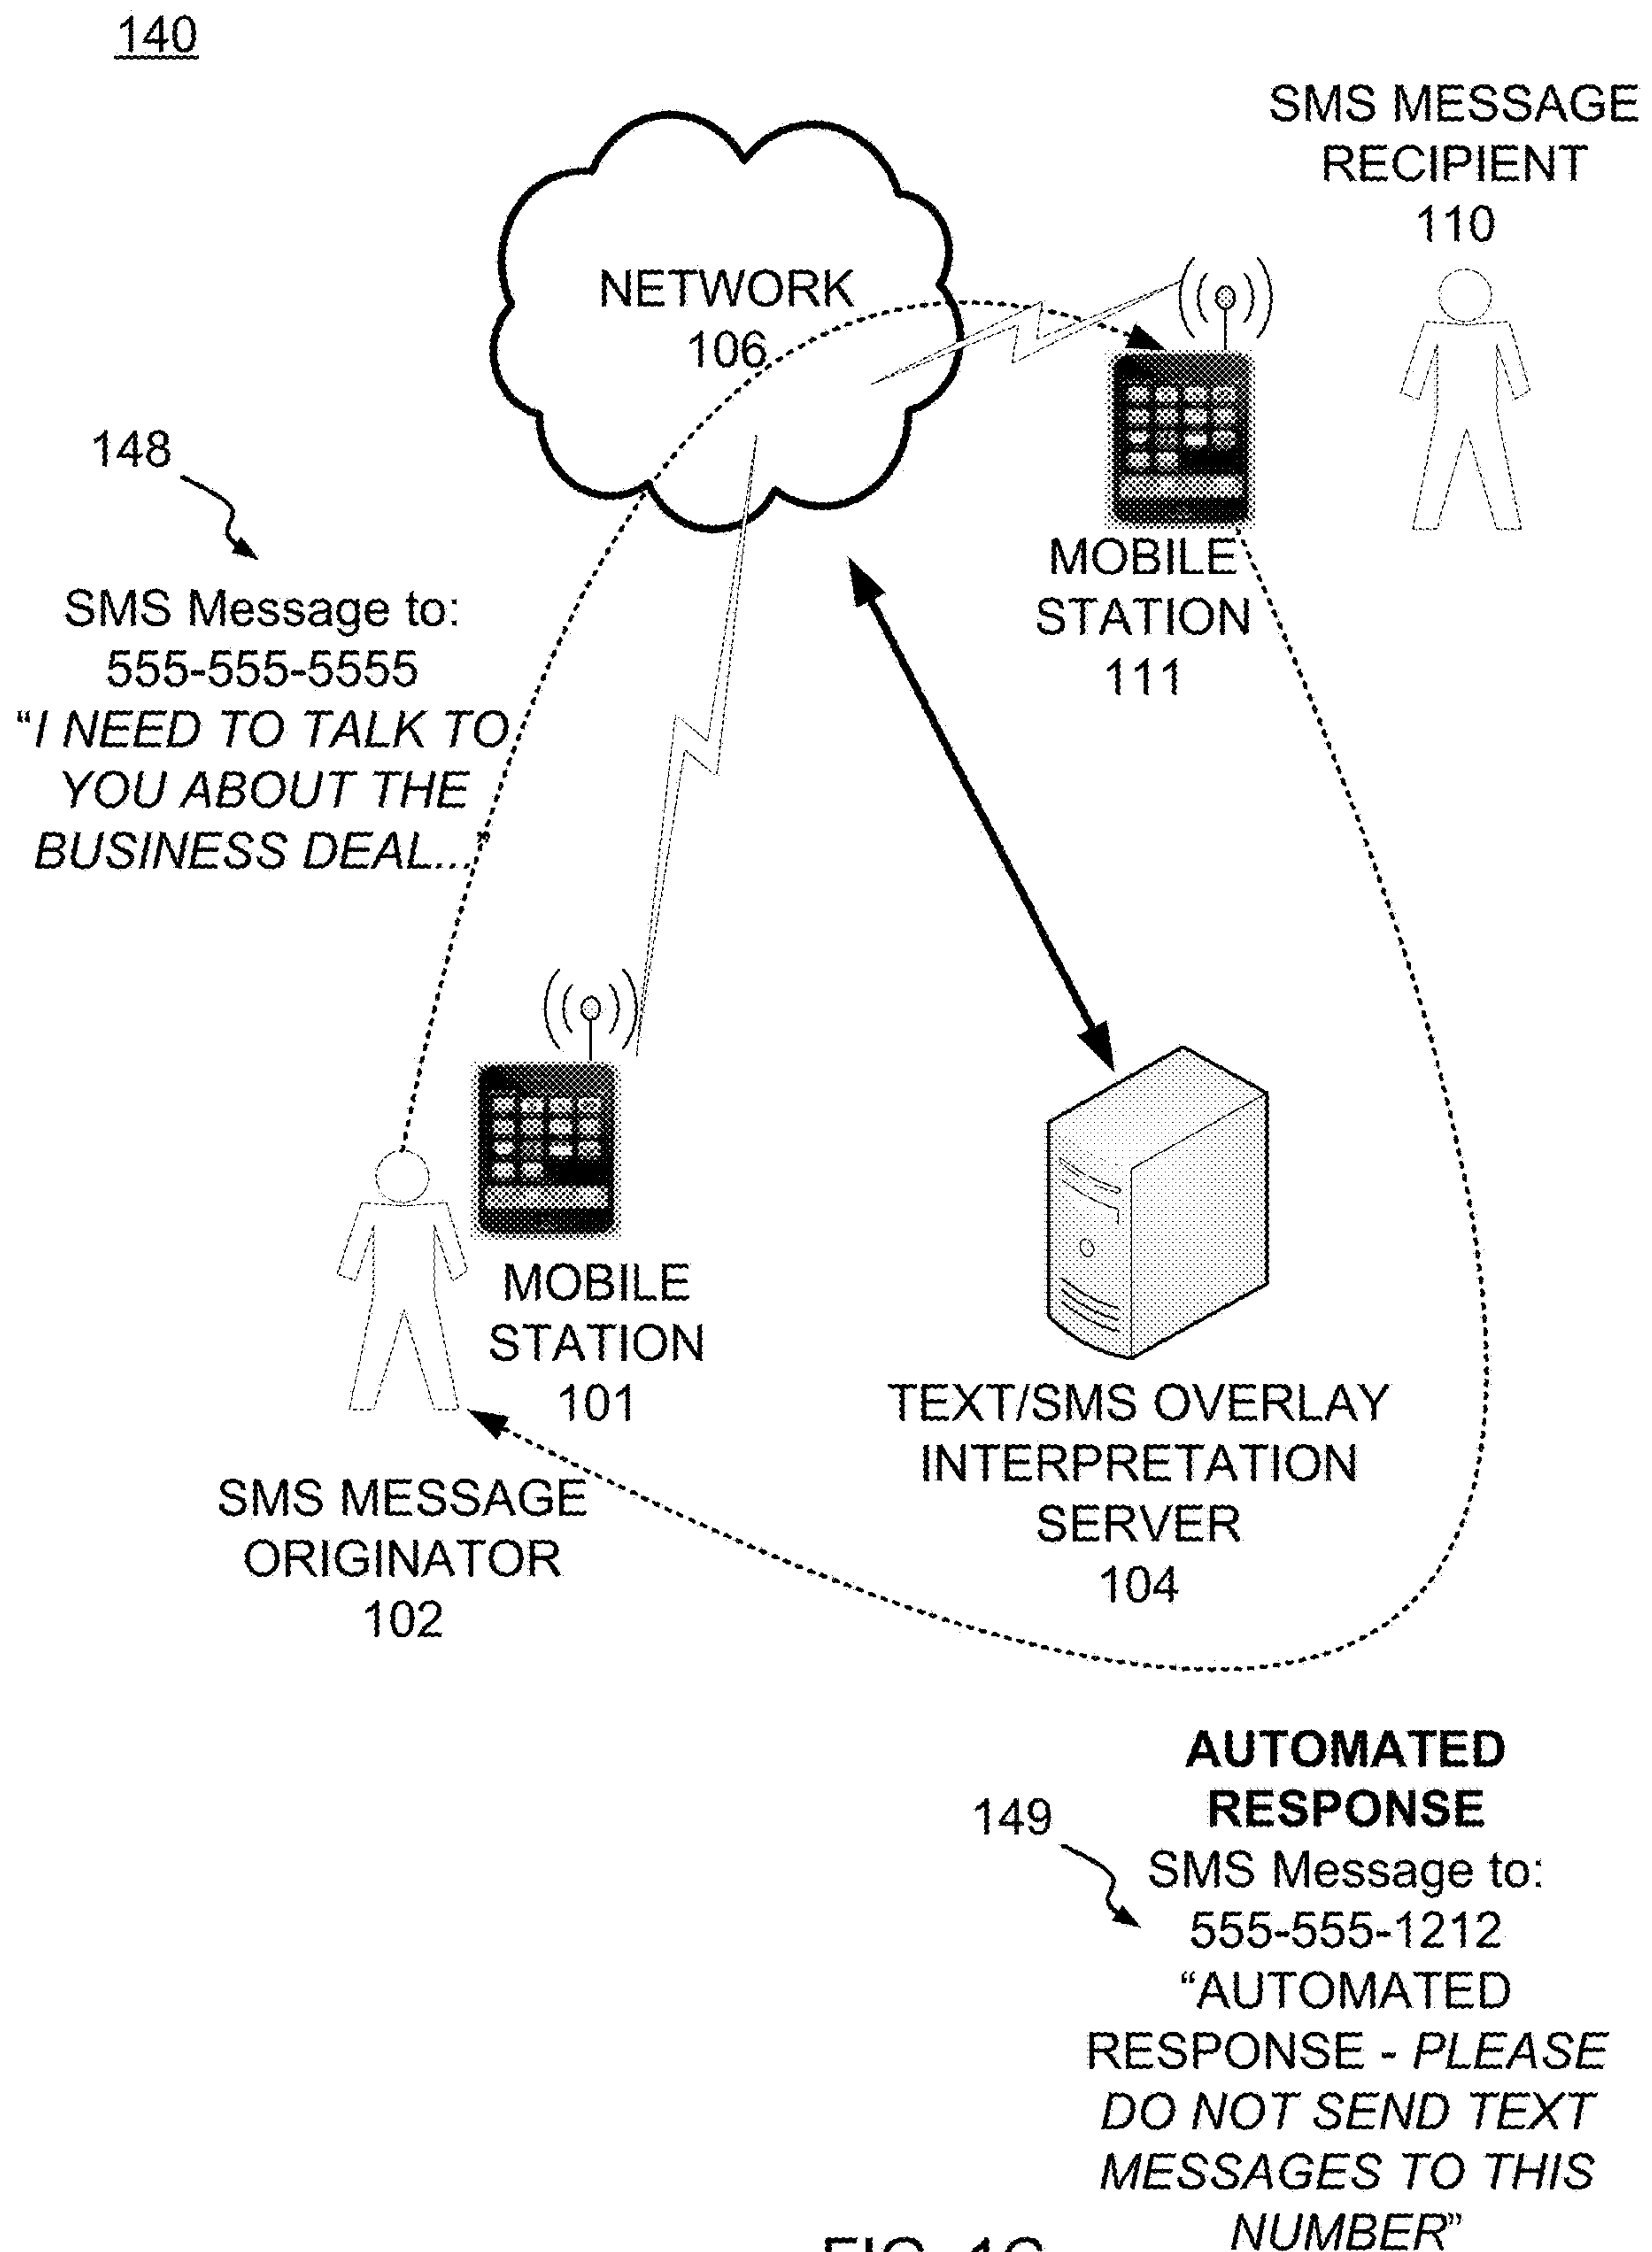 140
SMS MESSAGE
RECIPIENT
110
NETWORK
106
148
SMS Message to:
555-555-5555
“I NEED TO TALK TO
YOU ABOUT THE
BUSINESS DEAL...”
MOBILE
STATION
111
MOBILE
STATION
101
SMS MESSAGE
ORIGINATOR
102
TEXT/SMS OVERLAY
INTERPRETATION
SERVER
104
AUTOMATED
RESPONSE
149
SMS Message to:
555-555-1212
“AUTOMATED
RESPONSE - PLEASE
DO NOT SEND TEXT
MESSAGES TO THIS
NUMBER”